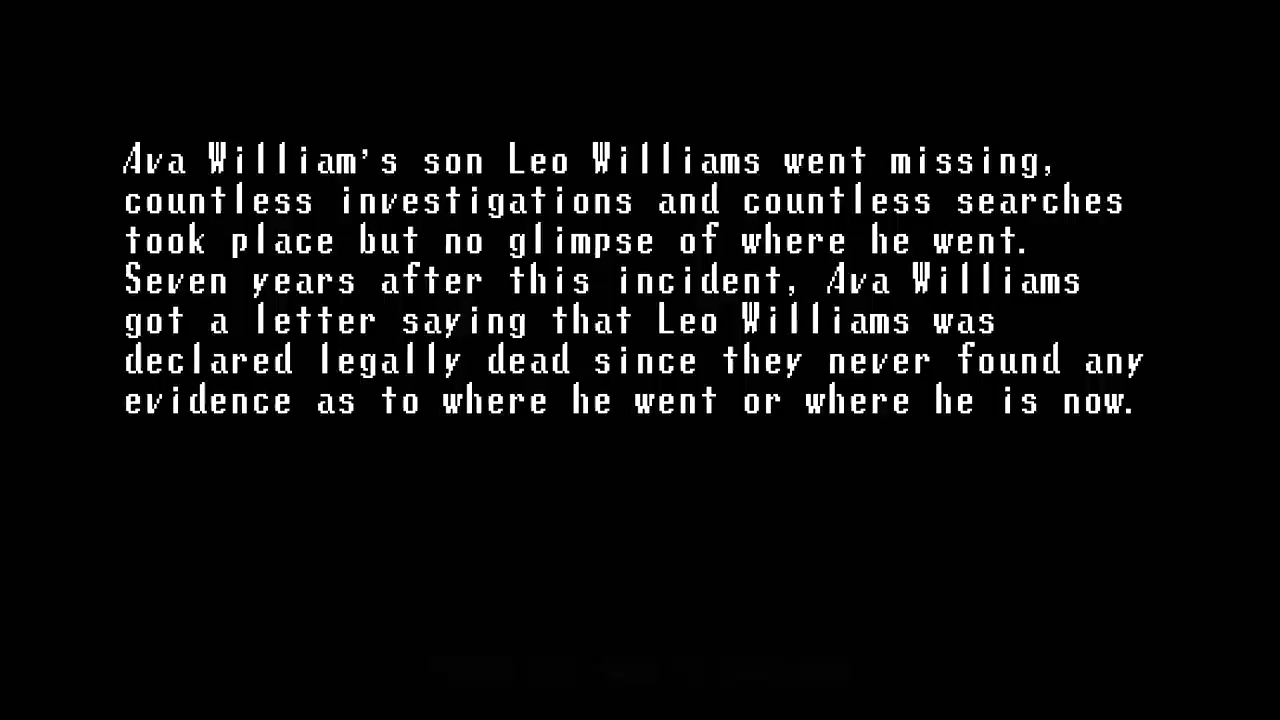 Ava William's son Leo Williams went missing,
countless investigations and countless searches
took place but no glimpse of where he went.
Seven years after this incident, Ava Williams
got a letter saying that Leo Williams was
declared legally dead since they never found any
evidence as to where he went or where he is now.